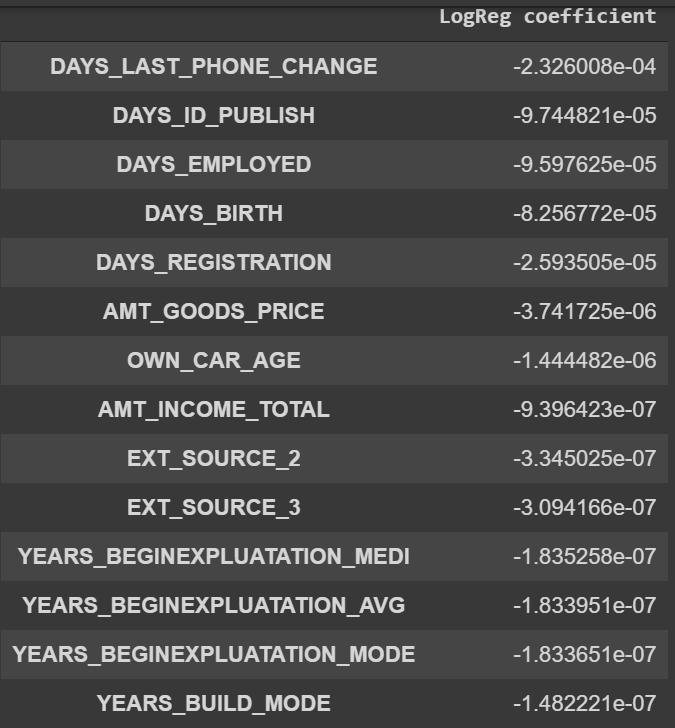 LogReg coefficient
DAYS_LAST_PHONE_CHANGE -2.326008e-04
DAYS_ID_PUBLISH -9.744821e-05
DAYS_EMPLOYED -9.597625e-05
DAYS_BIRTH -8.256772e-05
DAYS_REGISTRATION -2.593505e-05
AMT_GOODS_PRICE -3.741725e-06
OWN_CAR_AGE -1.444482e-06
AMT_INCOME_TOTAL -9.396423e-07
EXT_SOURCE_2 -3.345025e-07
EXT_SOURCE_3 -3.094166e-07
YEARS_BEGINEXPLUATATION_MEDI -1.835258e-07
YEARS_BEGINEXPLUATATION_AVG -1.833951e-07
YEARS_BEGINEXPLUATATION_MODE -1.833651e-07
YEARS_BUILD_MODE -1.482221e-07